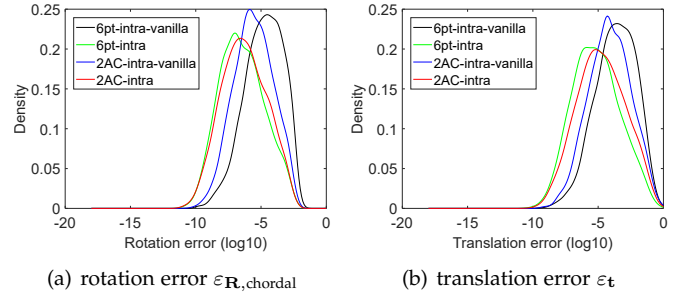 0.25
0.2
0.15
0.1
0.05
0
Density
6pt-intra-vanilla
6pt-intra
2AC-intra-vanilla
2AC-intra
-20 -15 -10 -5 0
Rotation error (log10)
(a) rotation error ε_R,chordal
0.25
0.2
0.15
0.1
0.05
0
Density
6pt-intra-vanilla
6pt-intra
2AC-intra-vanilla
2AC-intra
-20 -15 -10 -5 0
Translation error (log10)
(b) translation error ε_t